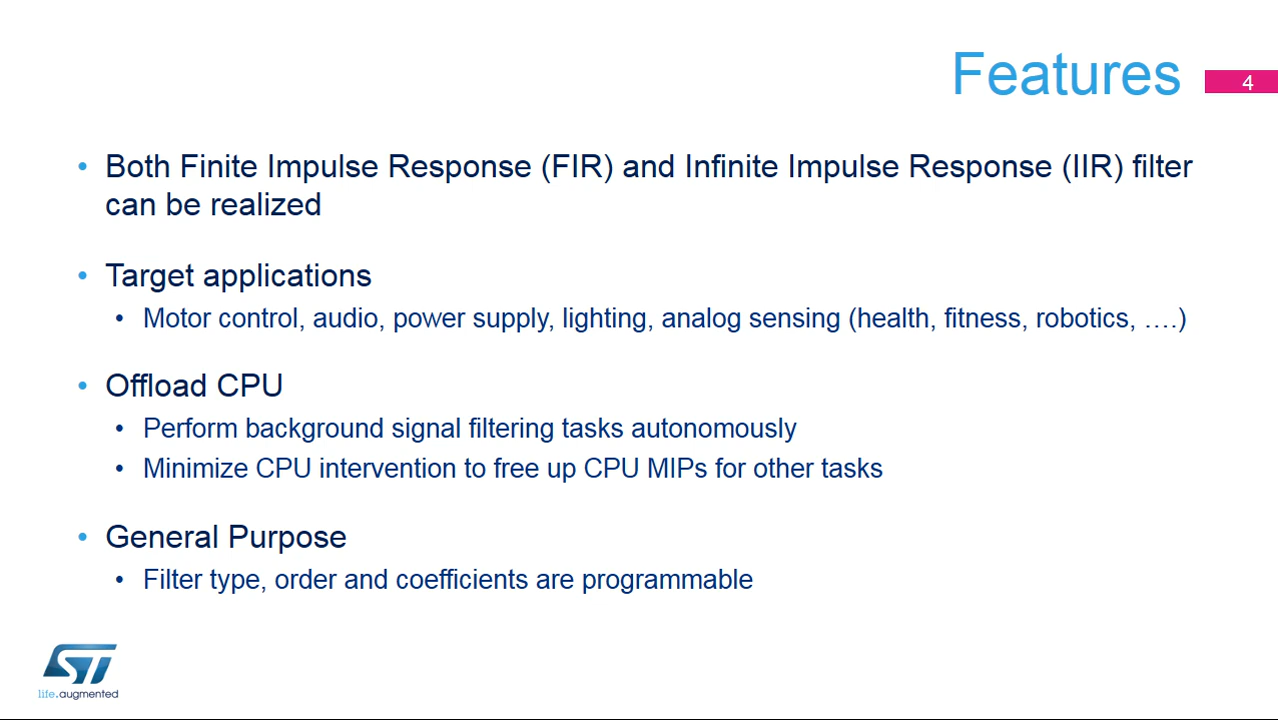 Features
4
• Both Finite Impulse Response (FIR) and Infinite Impulse Response (IIR) filter
can be realized
• Target applications
• Motor control, audio, power supply, lighting, analog sensing (health, fitness, robotics, ….)
• Offload CPU
• Perform background signal filtering tasks autonomously
• Minimize CPU intervention to free up CPU MIPs for other tasks
• General Purpose
• Filter type, order and coefficients are programmable
ST
life.augmented